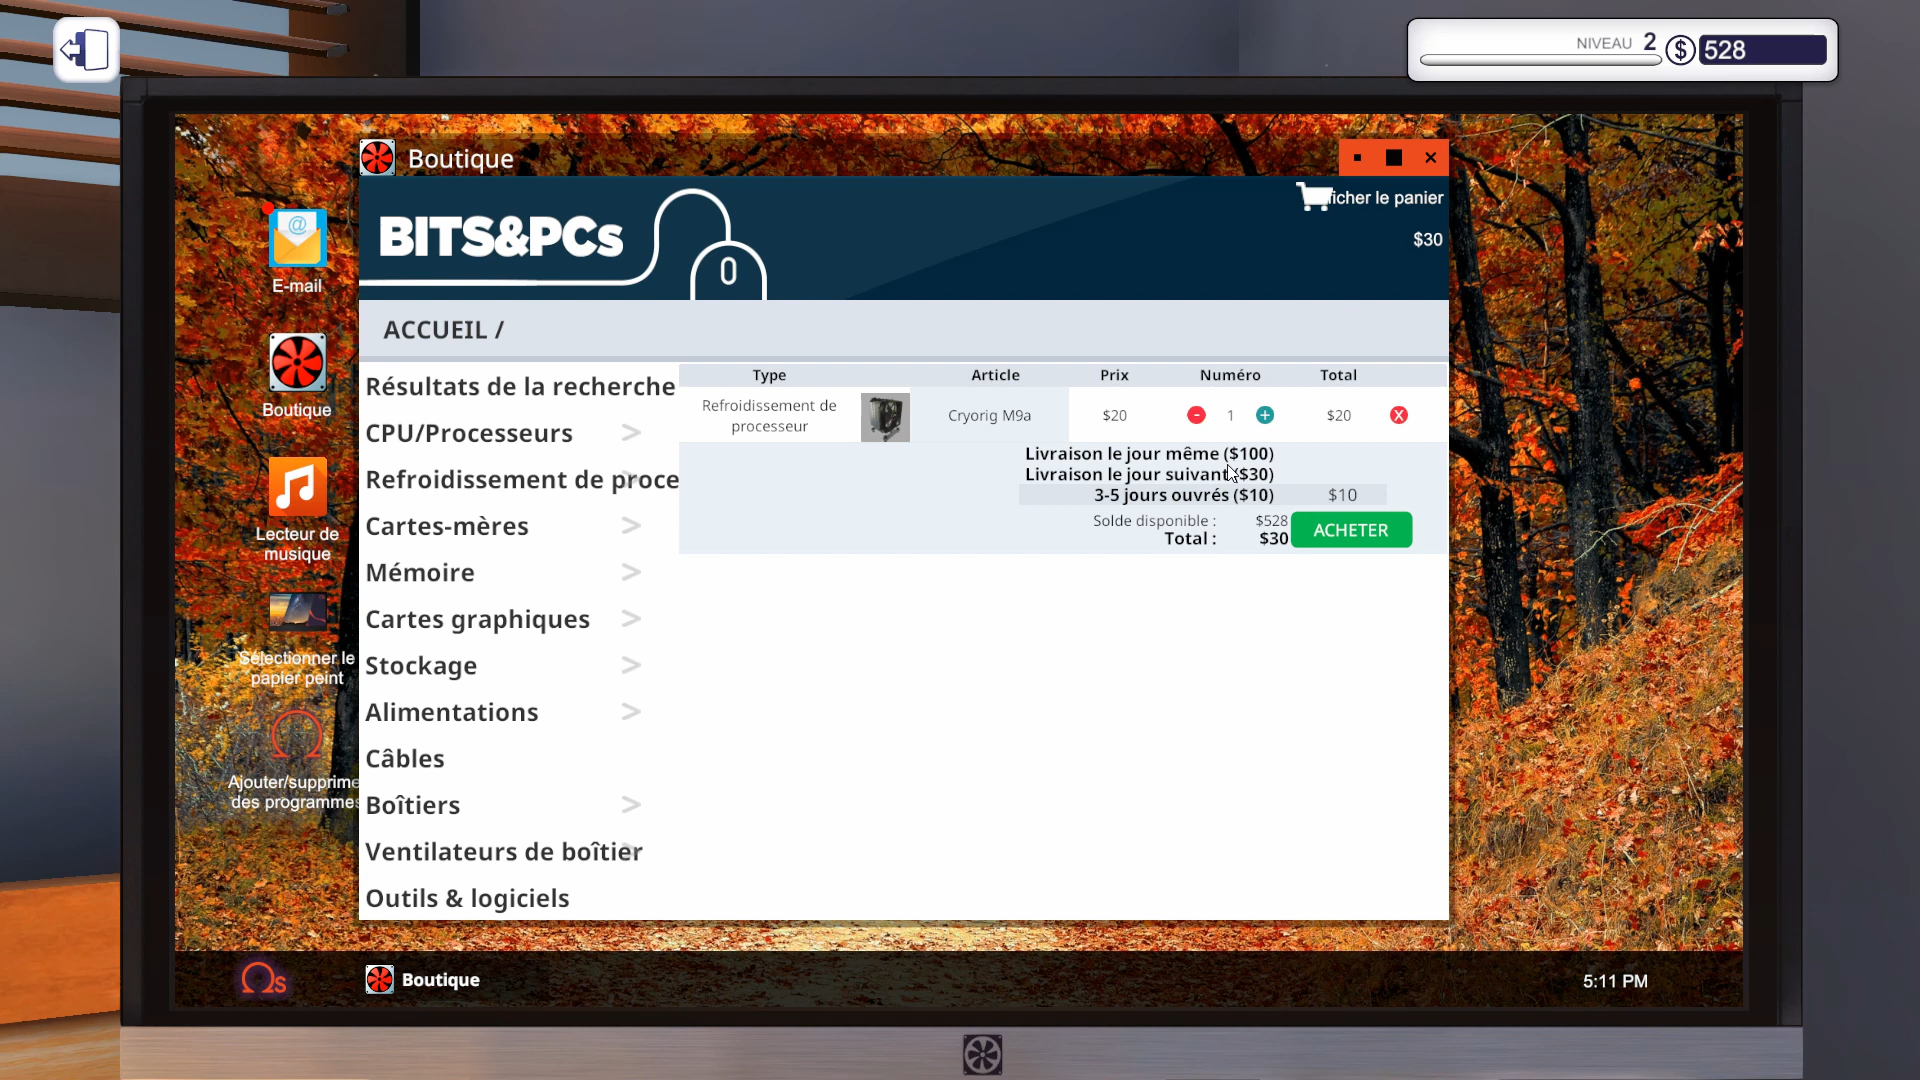 NIVEAU 2 $ 528
Boutique
BITS&PCs
ficher le panier
$30
E-mail
ACCUEIL /
Boutique
Résultats de la recherche
CPU/Processeurs >
Refroidissement de proce
Cartes-mères >
Mémoire >
Cartes graphiques >
Stockage >
Alimentations >
Câbles
Boîtiers >
Ventilateurs de boîtier
Outils & logiciels
Type Article Prix Numéro Total
Refroidissement de
processeur
Cryorig M9a $20 - 1 + $20 X
Livraison le jour même ($100)
Livraison le jour suivant ($30)
3-5 jours ouvrés ($10) $10
Solde disponible : $528
Total : $30
ACHETER
Lecteur de
musique
Sélectionner le
papier peint
Ajouter/supprime
des programmes
Ωs
Boutique
5:11 PM